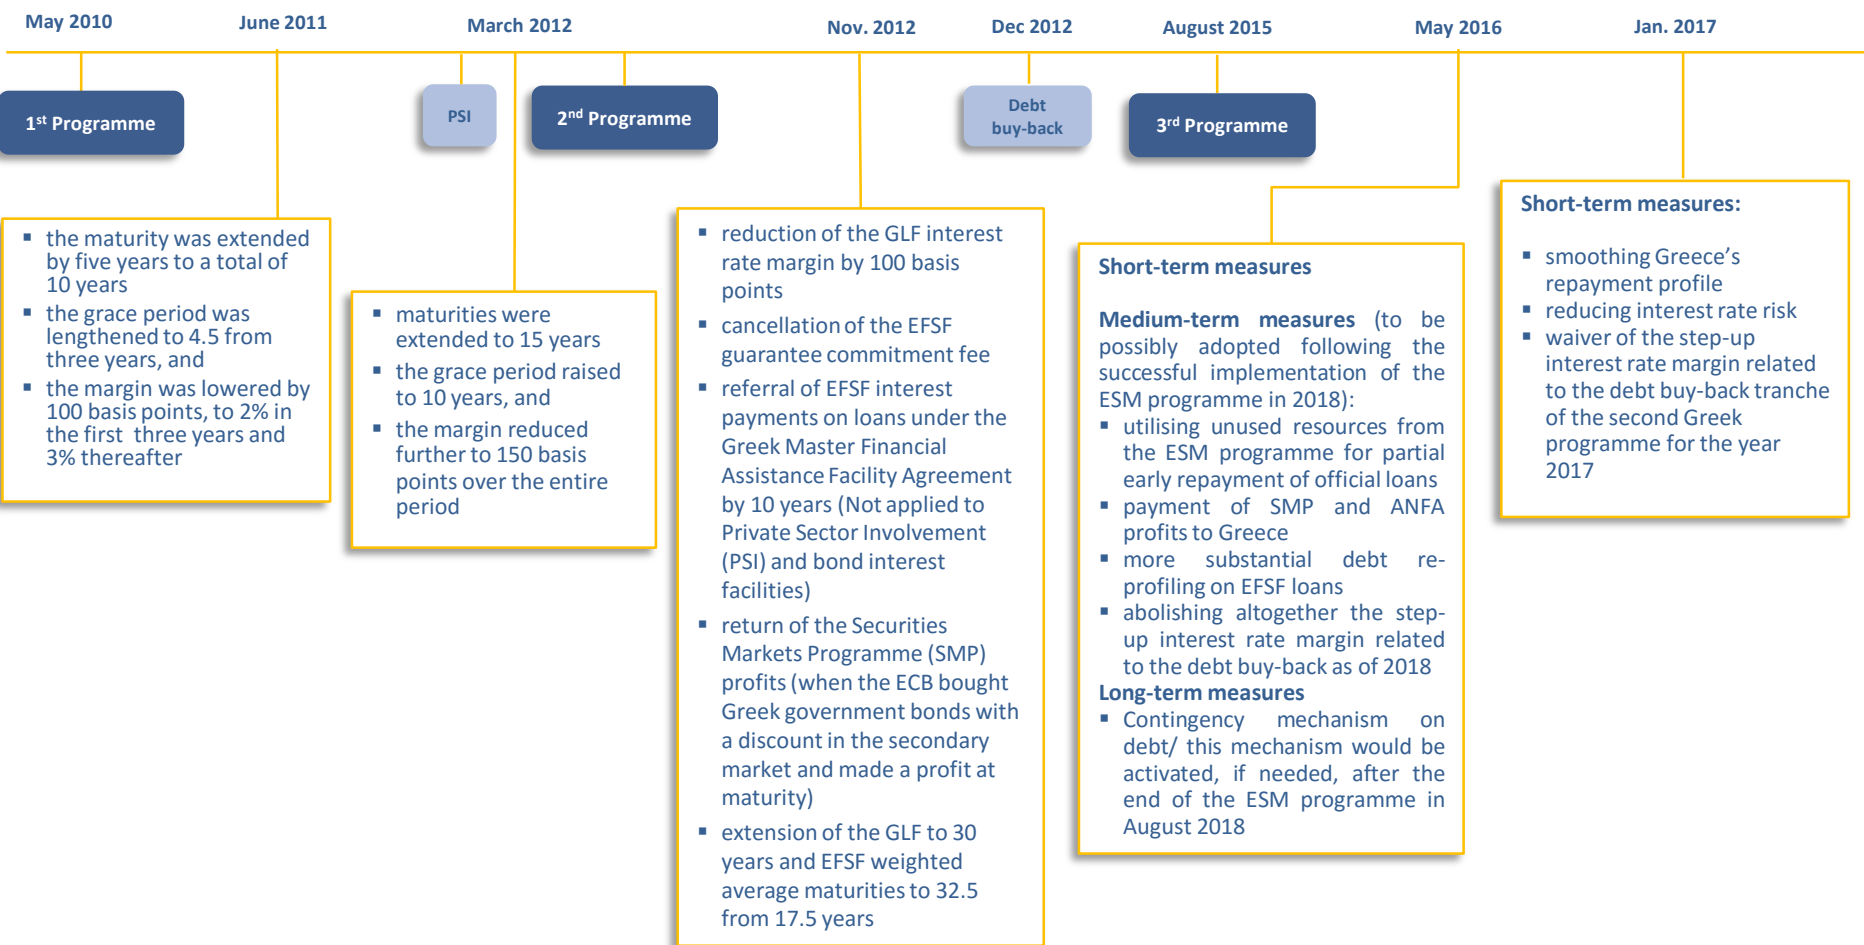 May 2010
June 2011
March 2012
Nov. 2012
Dec 2012
August 2015
May 2016
Jan. 2017
1st Programme
PSI
2nd Programme
Debt
buy-back
3rd Programme
▪ the maturity was extended
by five years to a total of
10 years
▪ the grace period was
lengthened to 4.5 from
three years, and
▪ the margin was lowered by
100 basis points, to 2% in
the first three years and
3% thereafter
▪ maturities were
extended to 15 years
▪ the grace period raised
to 10 years, and
▪ the margin reduced
further to 150 basis
points over the entire
period
▪ reduction of the GLF interest
rate margin by 100 basis
points
▪ cancellation of the EFSF
guarantee commitment fee
▪ referral of EFSF interest
payments on loans under the
Greek Master Financial
Assistance Facility Agreement
by 10 years (Not applied to
Private Sector Involvement
(PSI) and bond interest
facilities)
▪ return of the Securities
Markets Programme (SMP)
profits (when the ECB bought
Greek government bonds with
a discount in the secondary
market and made a profit at
maturity)
▪ extension of the GLF to 30
years and EFSF weighted
average maturities to 32.5
from 17.5 years
Short-term measures
Medium-term measures (to be
possibly adopted following the
successful implementation of the
ESM programme in 2018):
▪ utilising unused resources from
the ESM programme for partial
early repayment of official loans
▪ payment of SMP and ANFA
profits to Greece
▪ more substantial debt re-
profiling on EFSF loans
▪ abolishing altogether the step-
up interest rate margin related
to the debt buy-back as of 2018
Long-term measures
▪ Contingency mechanism on
debt/ this mechanism would be
activated, if needed, after the
end of the ESM programme in
August 2018
Short-term measures:
▪ smoothing Greece’s
repayment profile
▪ reducing interest rate risk
▪ waiver of the step-up
interest rate margin related
to the debt buy-back tranche
of the second Greek
programme for the year
2017